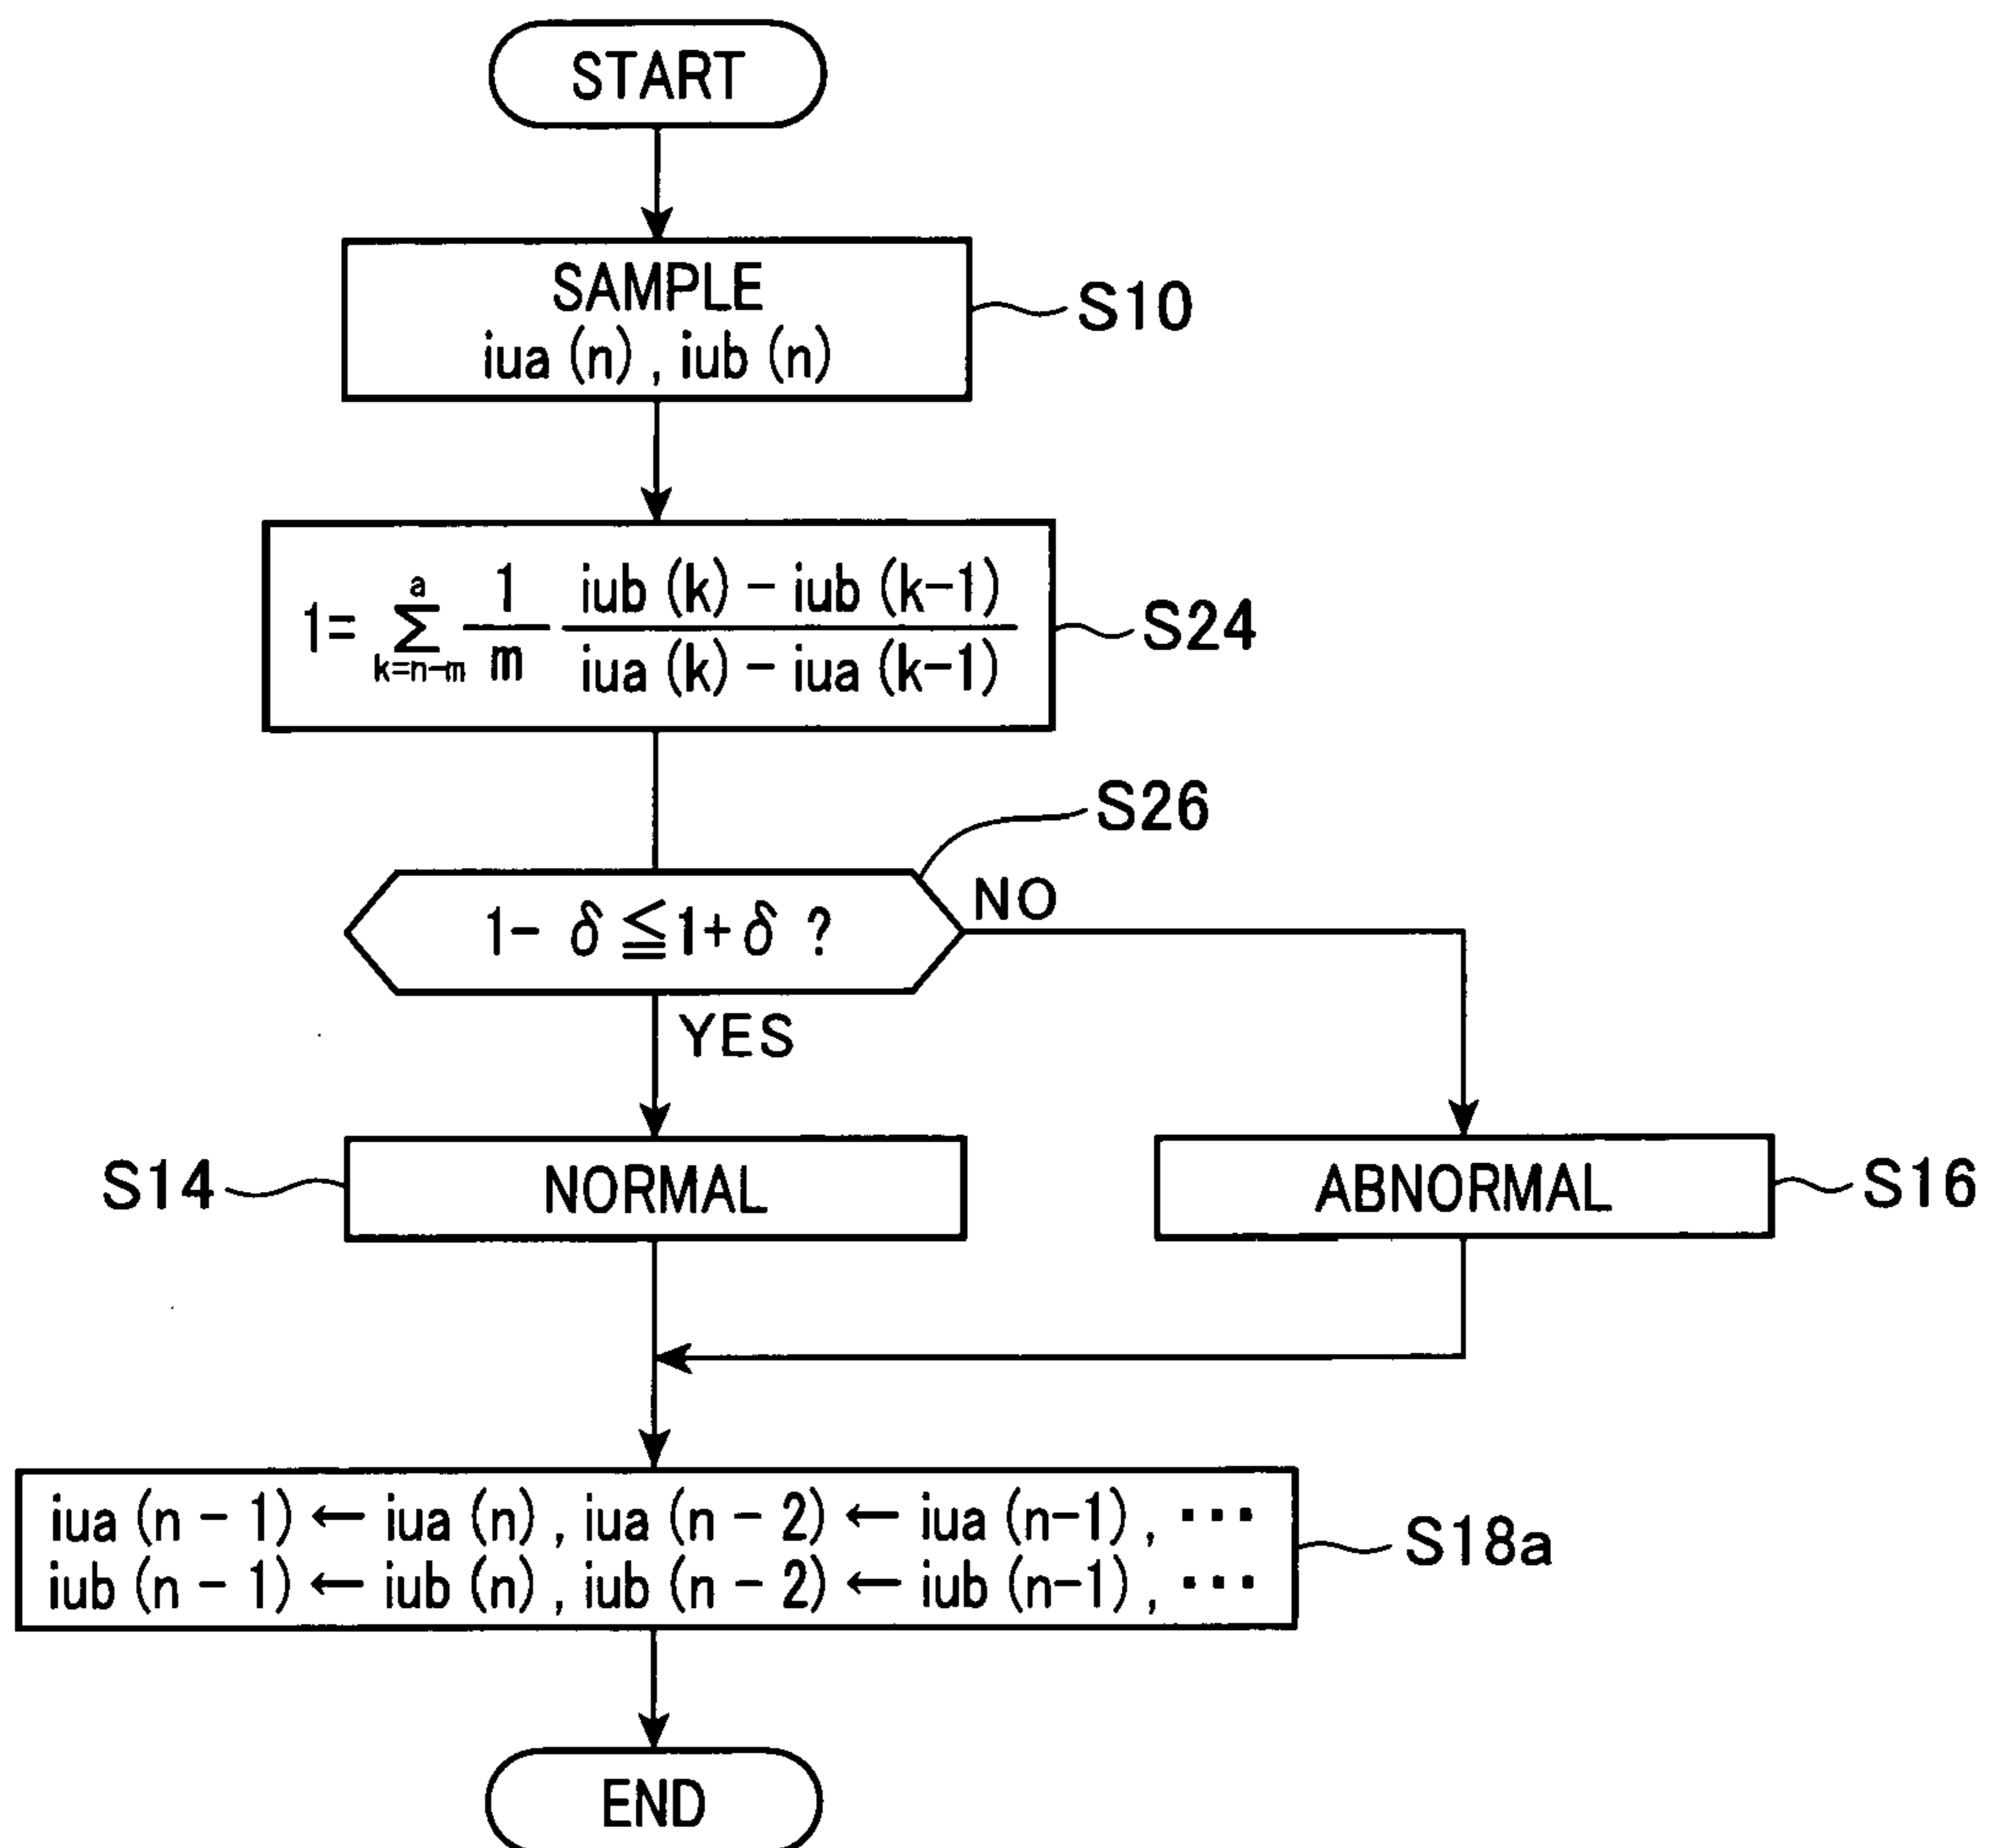 START
SAMPLE
iua (n) , iub (n)
S10
1= a Σ k=n-m 1/m iub (k) - iub (k-1) / iua (k) - iua (k-1)
S24
S26
1- δ ≦ 1+ δ ?
NO
YES
S14
NORMAL
ABNORMAL
S16
iua (n - 1) ← iua (n) , iua (n - 2) ← iua (n-1) , ···
iub (n - 1) ← iub (n) , iub (n - 2) ← iub (n-1) , ···
S18a
END